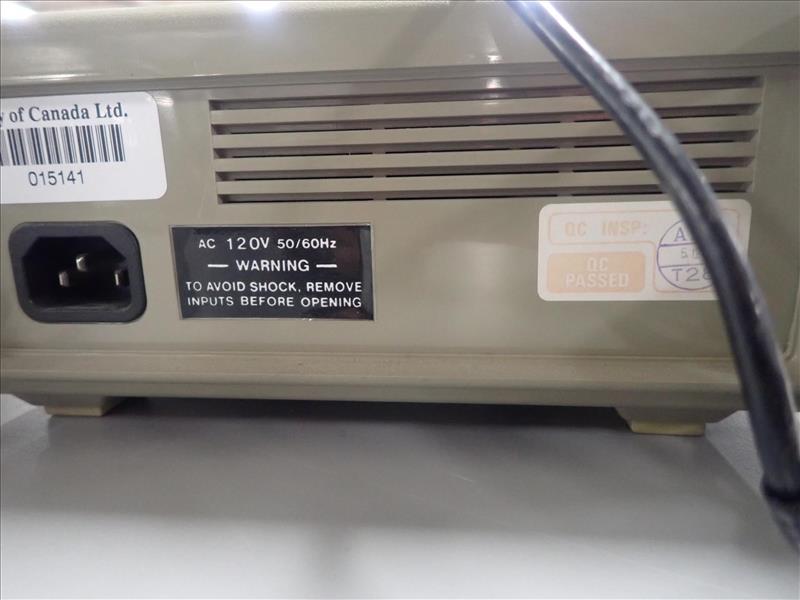 y of Canada Ltd.
015141
AC 120V 50/60Hz
— WARNING —
TO AVOID SHOCK, REMOVE
INPUTS BEFORE OPENING
QC INSP:
QC
PASSED
T28